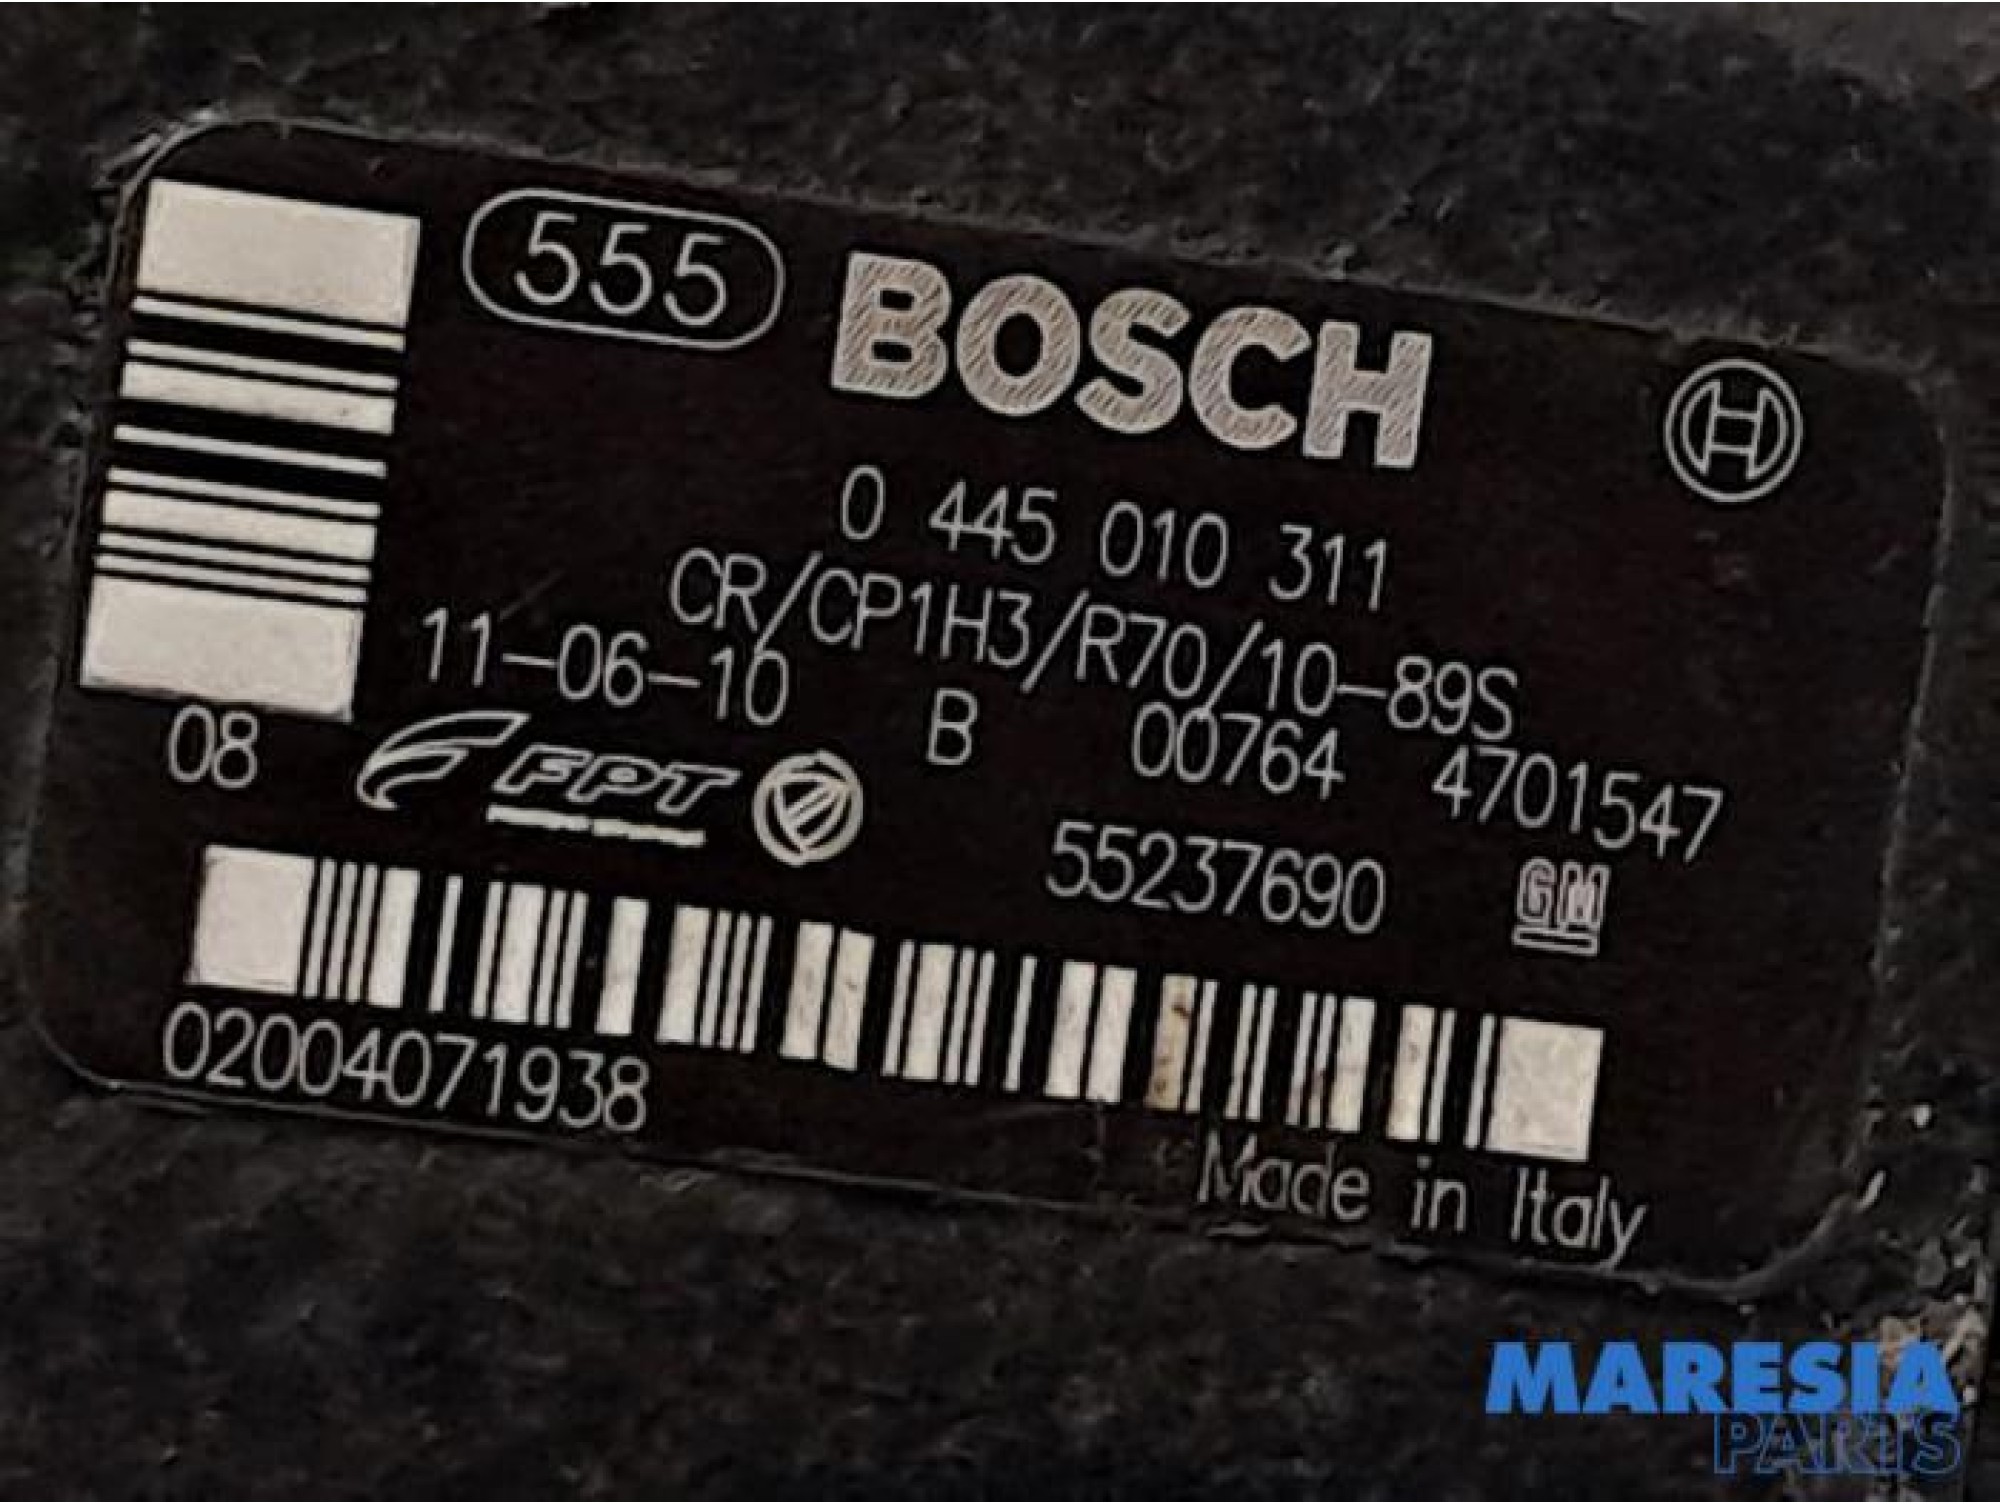 555 BOSCH
0 445 010 311
CR/CP1H3/R70/10-89S
11-06-10 B 00764 4701547
08 FPT 55237690 GM
02004071938
Made in Italy
MARESIA
PARTS